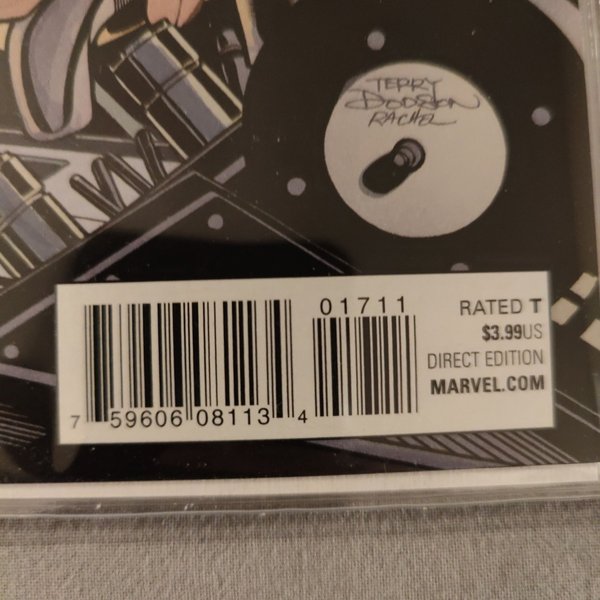 TERRY
DODSON
RACHEL
01711
RATED T
$3.99US
DIRECT EDITION
MARVEL.COM
7 59606 08113 4